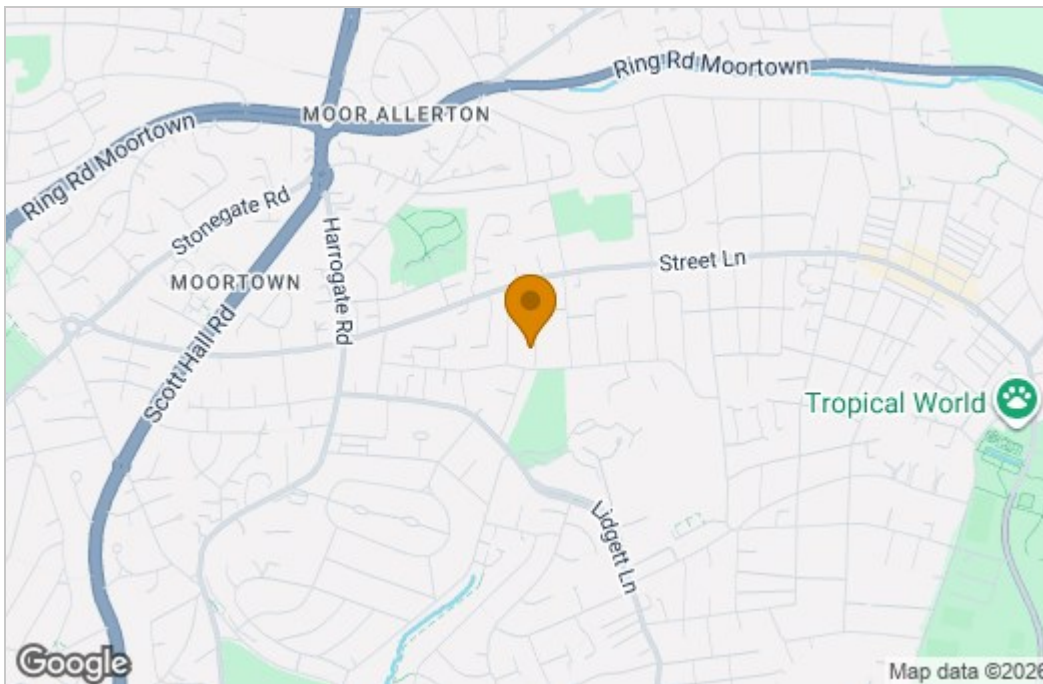 Ring Rd Moortown
MOOR ALLERTON
Ring Rd Moortown
Stonegate Rd
Harrogate Rd
Street Ln
MOORTOWN
Scott Hall Rd
Tropical World
Lidgett Ln
Google
Map data ©2026